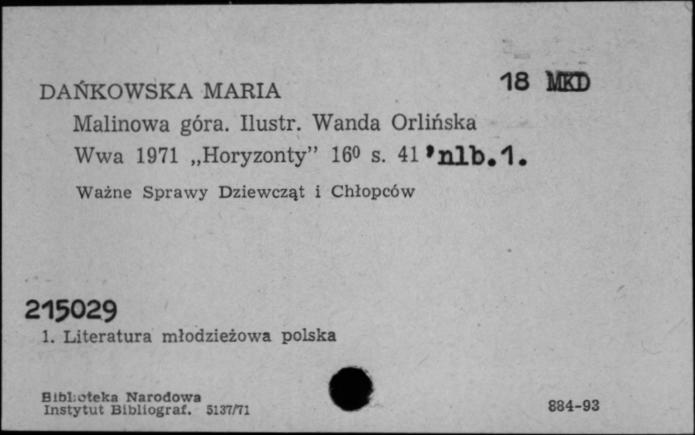 18 MKD
DAŃKOWSKA MARIA
Malinowa góra. Ilustr. Wanda Orlińska
Wwa 1971 „Horyzonty” 16⁰ s. 41 ,nlb.1.
Ważne Sprawy Dziewcząt i Chłopców
215029
1. Literatura młodzieżowa polska
Biblioteka Narodowa
Instytut Bibliograf. 5137/71
884-93